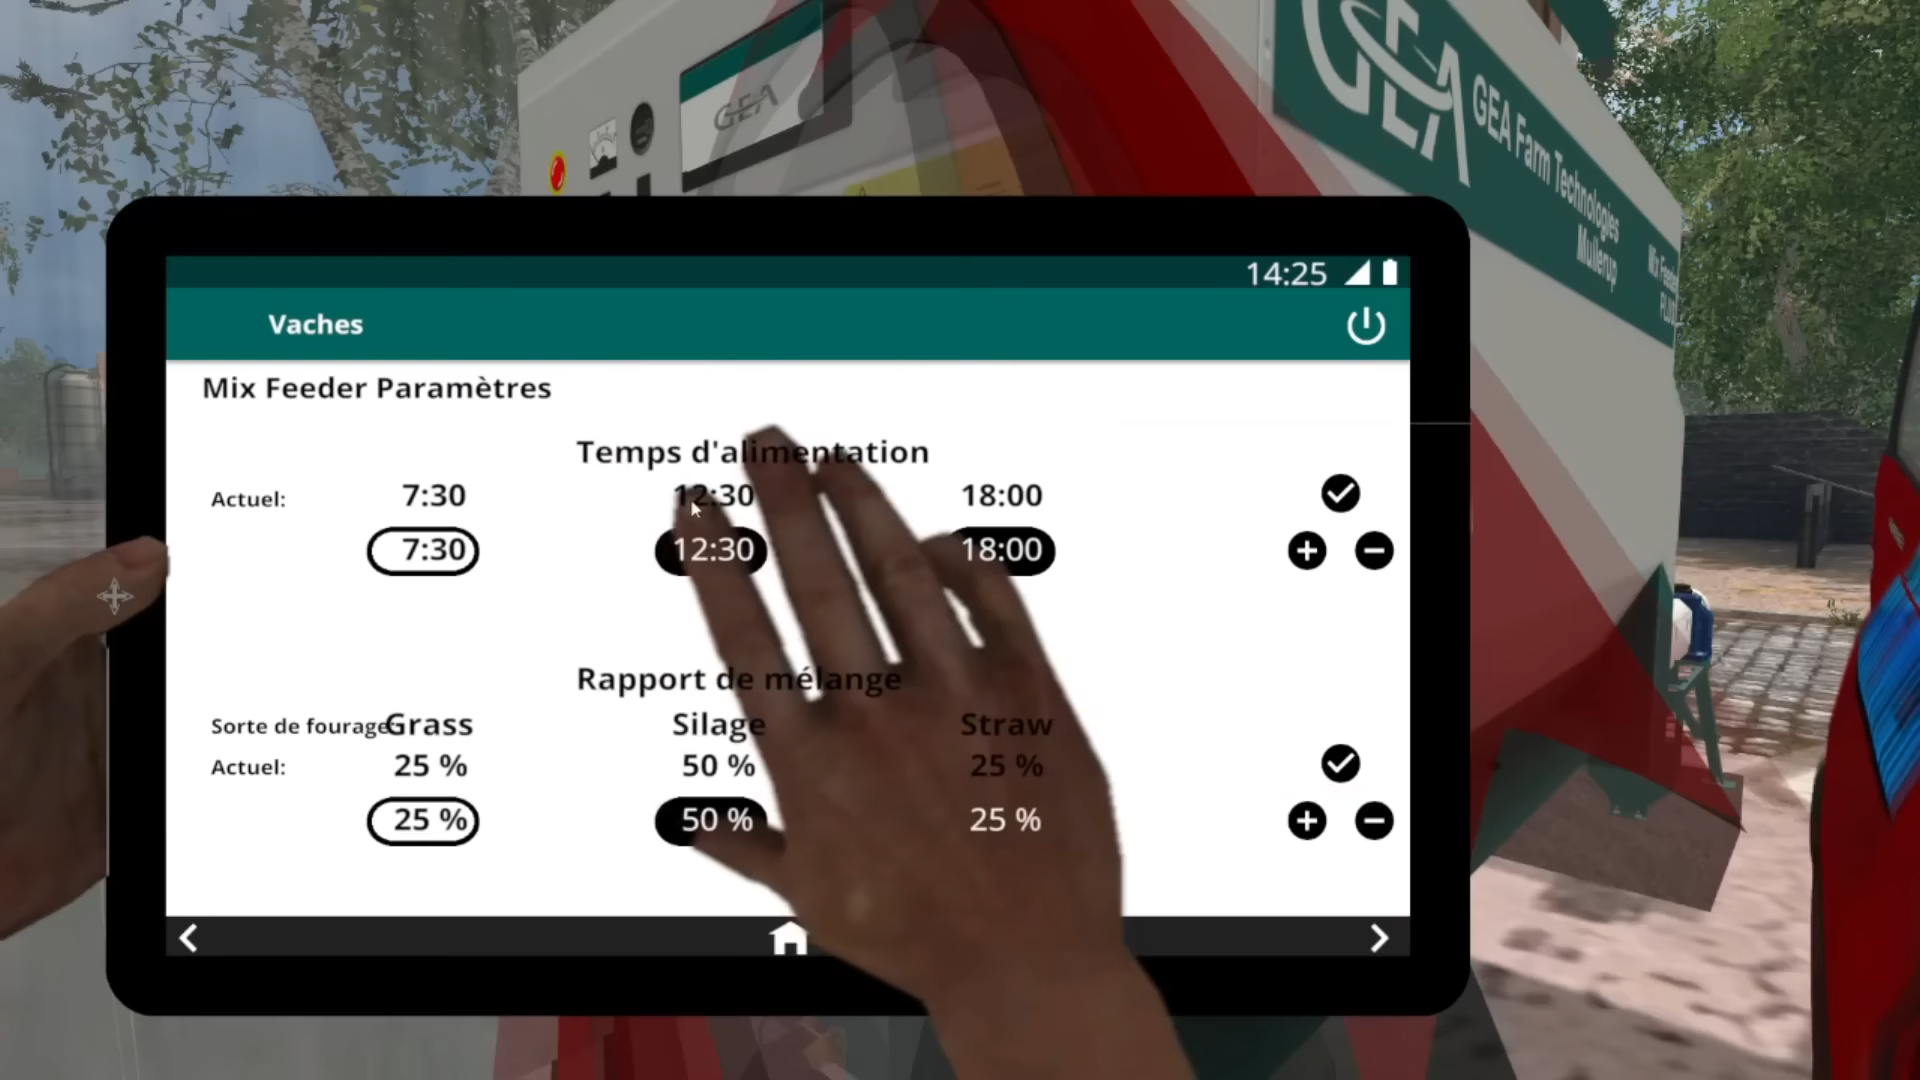 GEA
GEA
GEA Farm Technologies
Mullerup
Mix Feeder
14:25
Vaches
Mix Feeder Paramètres
Temps d'alimentation
Actuel: 7:30 12:30 18:00
7:30 12:30 18:00
Rapport de mélange
Sorte de fourage Grass Silage Straw
Actuel: 25 % 50 % 25 %
25 % 50 % 25 %